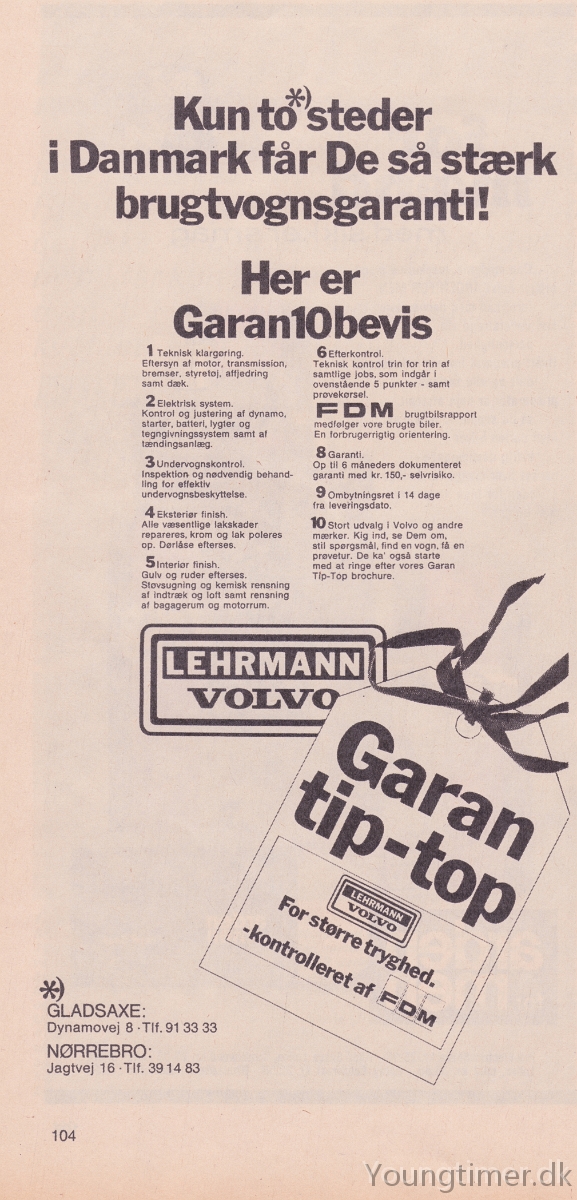 Kun to*) steder
i Danmark får De så stærk
brugtvognsgaranti!
Her er
Garan10bevis
1 Teknisk klargøring.
Eftersyn af motor, transmission,
bremser, styretøj, affjedring
samt dæk.
2 Elektrisk system.
Kontrol og justering af dynamo,
starter, batteri, lygter og
tegngivningssystem samt af
tændingsanlæg.
3 Undervognskontrol.
Inspektion og nødvendig behand-
ling for effektiv
undervognsbeskyttelse.
4 Eksteriør finish.
Alle væsentlige lakskader
repareres, krom og lak poleres
op. Dørlåse efterses.
5 Interiør finish.
Gulv og ruder efterses.
Støvsugning og kemisk rensning
af indtræk og loft samt rensning
af bagagerum og motorrum.
6 Efterkontrol.
Teknisk kontrol trin for trin af
samtlige jobs, som indgår i
ovenstående 5 punkter - samt
prøvekørsel.
FDM brugtbilsrapport
medfølger vore brugte biler.
En forbrugerrigtig orientering.
8 Garanti.
Op til 6 måneders dokumenteret
garanti med kr. 150,- selvrisiko.
9 Ombytningsret i 14 dage
fra leveringsdato.
10 Stort udvalg i Volvo og andre
mærker. Kig ind, se Dem om,
stil spørgsmål, find en vogn, få en
prøvetur. De ka' også starte
med at ringe efter vores Garan
Tip-Top brochure.
LEHRMANN
VOLVO
Garan
tip-top
LEHRMANN
VOLVO
For større tryghed.
-kontrolleret af FDM
*)
GLADSAXE:
Dynamovej 8 · Tlf. 91 33 33
NØRREBRO:
Jagtvej 16 · Tlf. 39 14 83
104
Youngtimer.dk